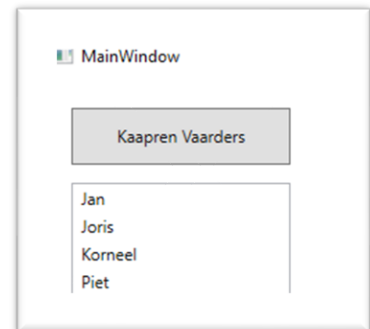 MainWindow
Kaapren Vaarders
Jan
Joris
Korneel
Piet